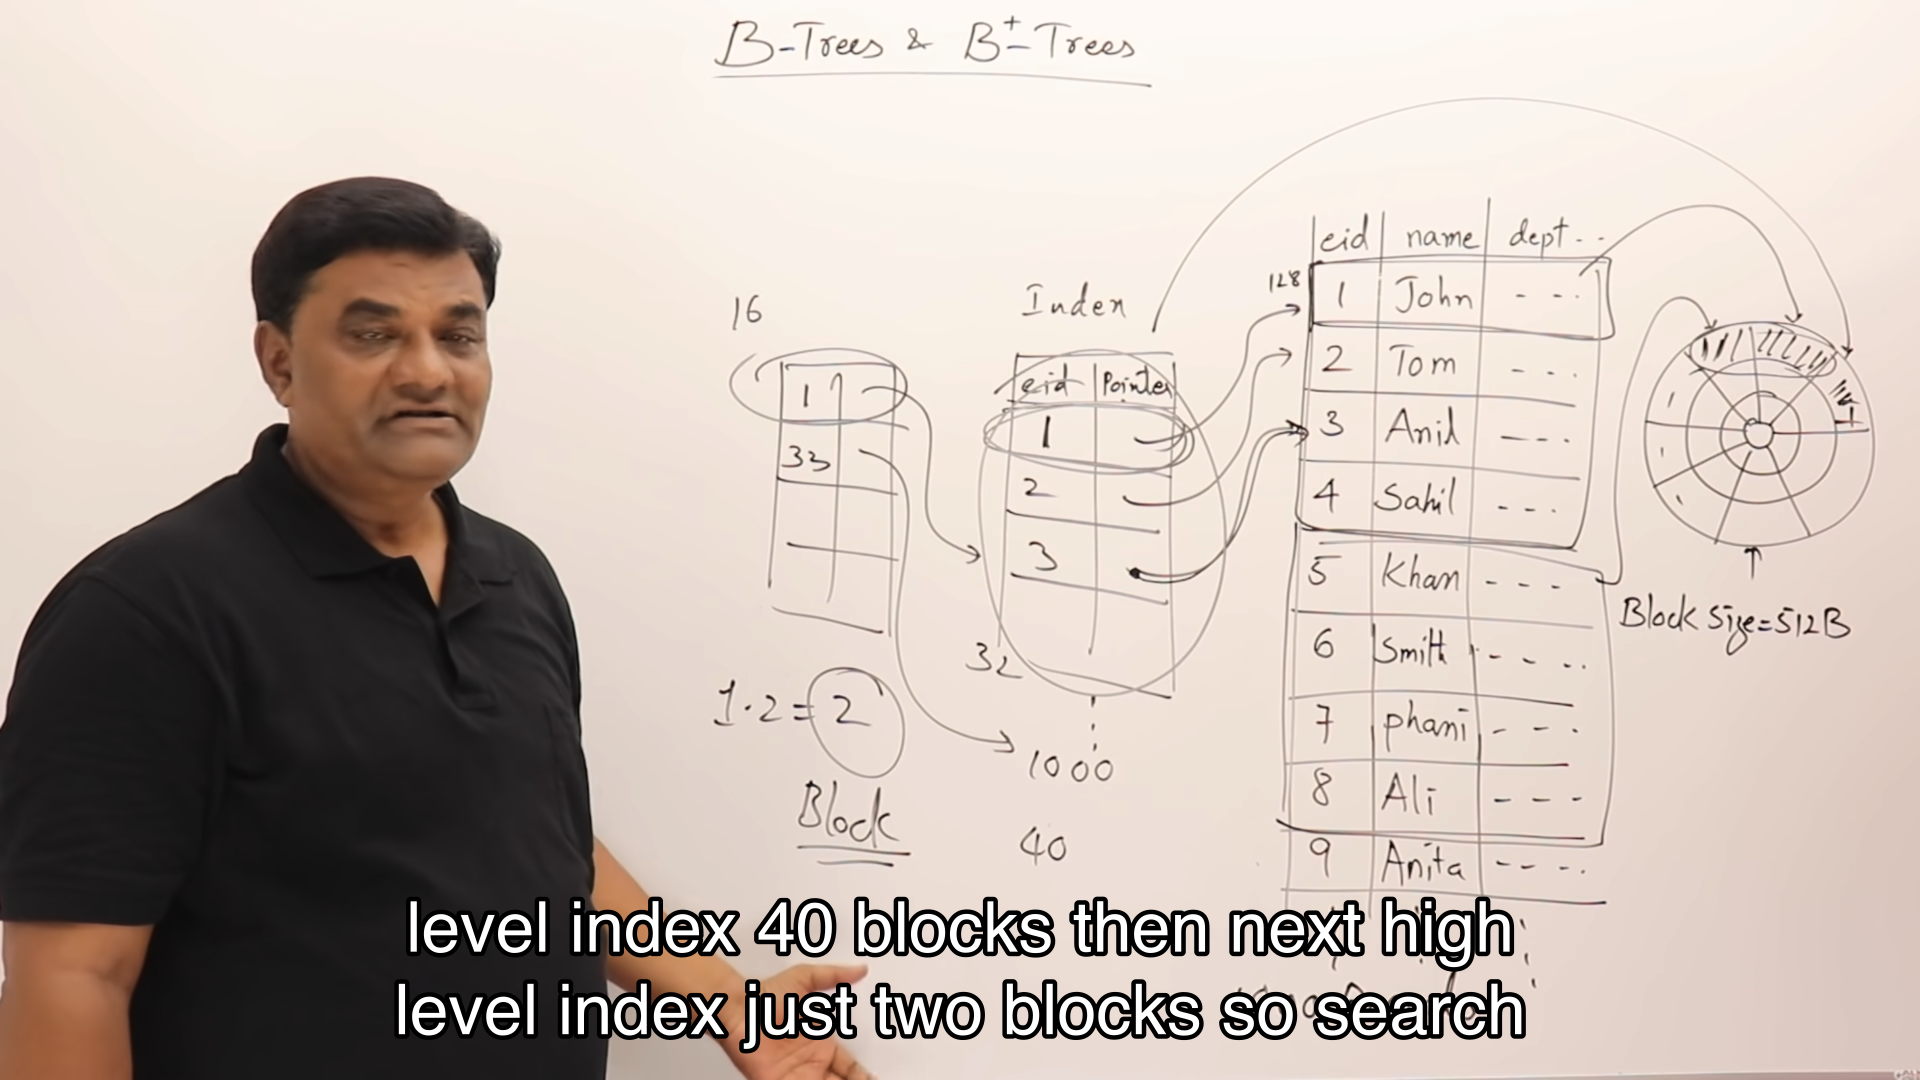 B-Trees & B+-Trees
16
1
33
1.2 = 2
Block
Index
eid Pointer
1
2
3
32
1000
40
128
eid name dept - -
1 John - - -
2 Tom - - -
3 Anil - - -
4 Sahil - - -
5 Khan - - -
6 Smith - - - -
7 phani - - -
8 Ali - - -
9 Anita - - - -
Block Size=512B
level index 40 blocks then next high
level index just two blocks so search